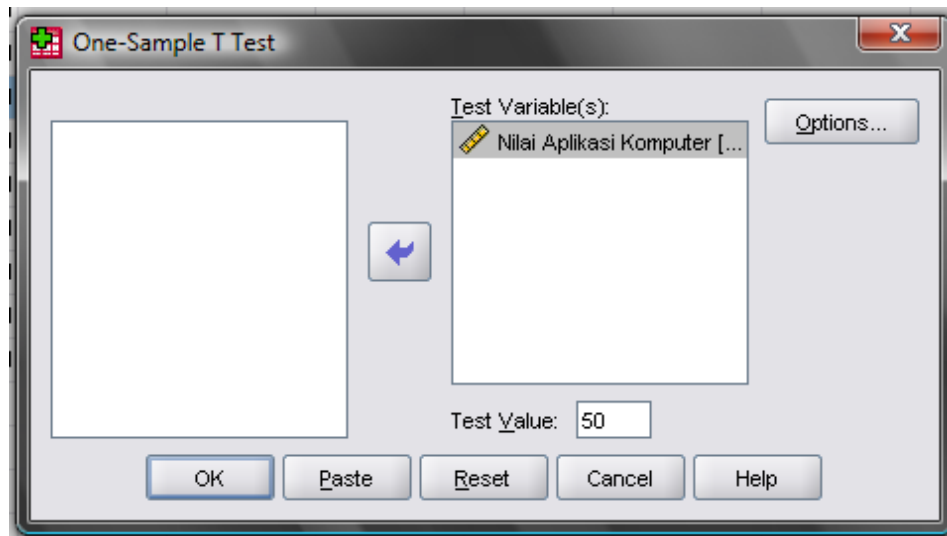 One-Sample T Test
Test Variable(s):
Options...
Nilai Aplikasi Komputer [...
Test Value: 50
OK Paste Reset Cancel Help